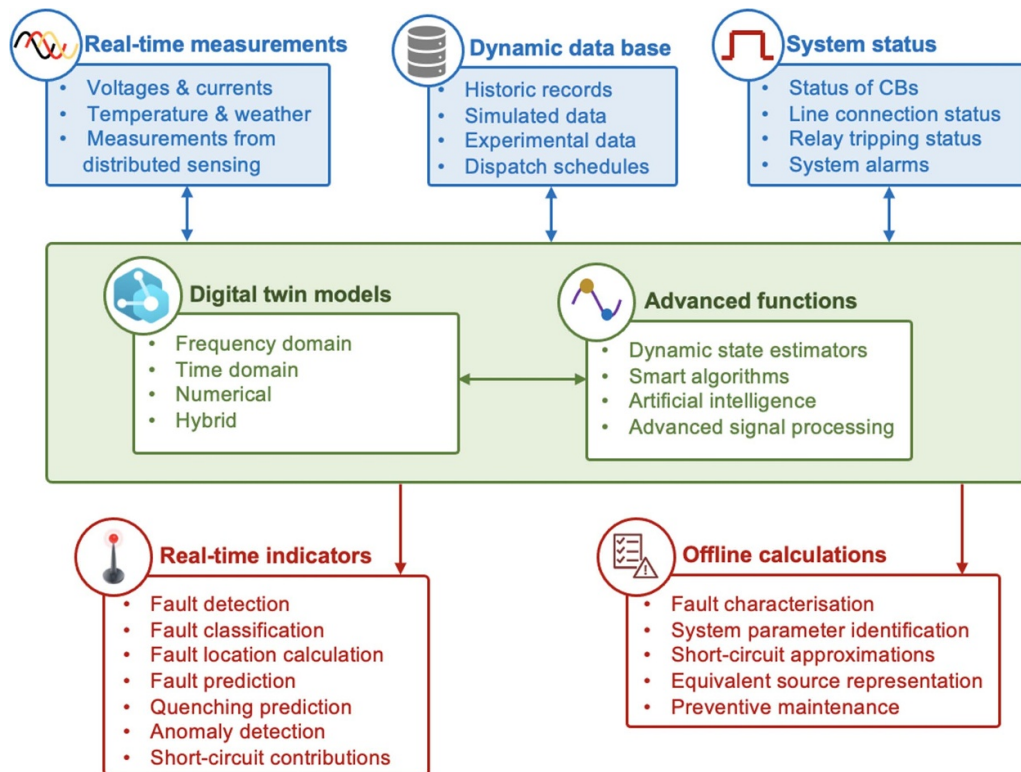 Real-time measurements
• Voltages & currents
• Temperature & weather
• Measurements from
distributed sensing
Dynamic data base
• Historic records
• Simulated data
• Experimental data
• Dispatch schedules
System status
• Status of CBs
• Line connection status
• Relay tripping status
• System alarms
Digital twin models
• Frequency domain
• Time domain
• Numerical
• Hybrid
Advanced functions
• Dynamic state estimators
• Smart algorithms
• Artificial intelligence
• Advanced signal processing
Real-time indicators
• Fault detection
• Fault classification
• Fault location calculation
• Fault prediction
• Quenching prediction
• Anomaly detection
• Short-circuit contributions
Offline calculations
• Fault characterisation
• System parameter identification
• Short-circuit approximations
• Equivalent source representation
• Preventive maintenance